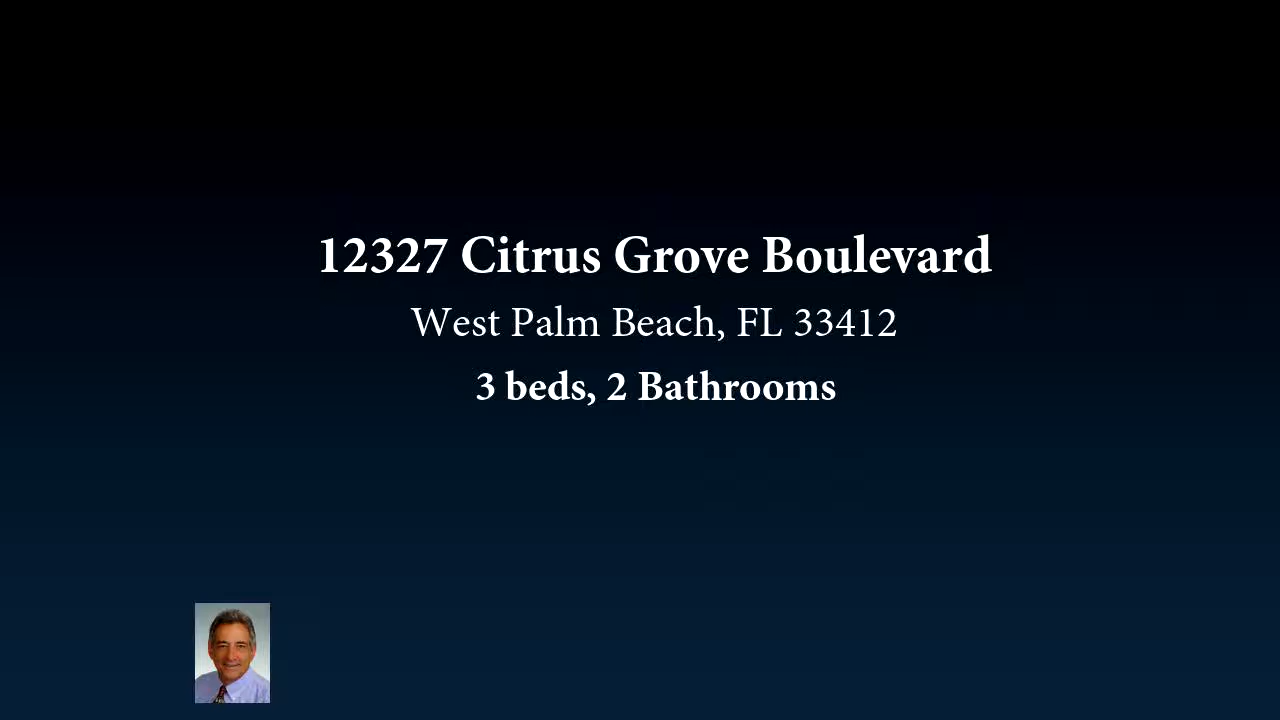 12327 Citrus Grove Boulevard
West Palm Beach, FL 33412
3 beds, 2 Bathrooms